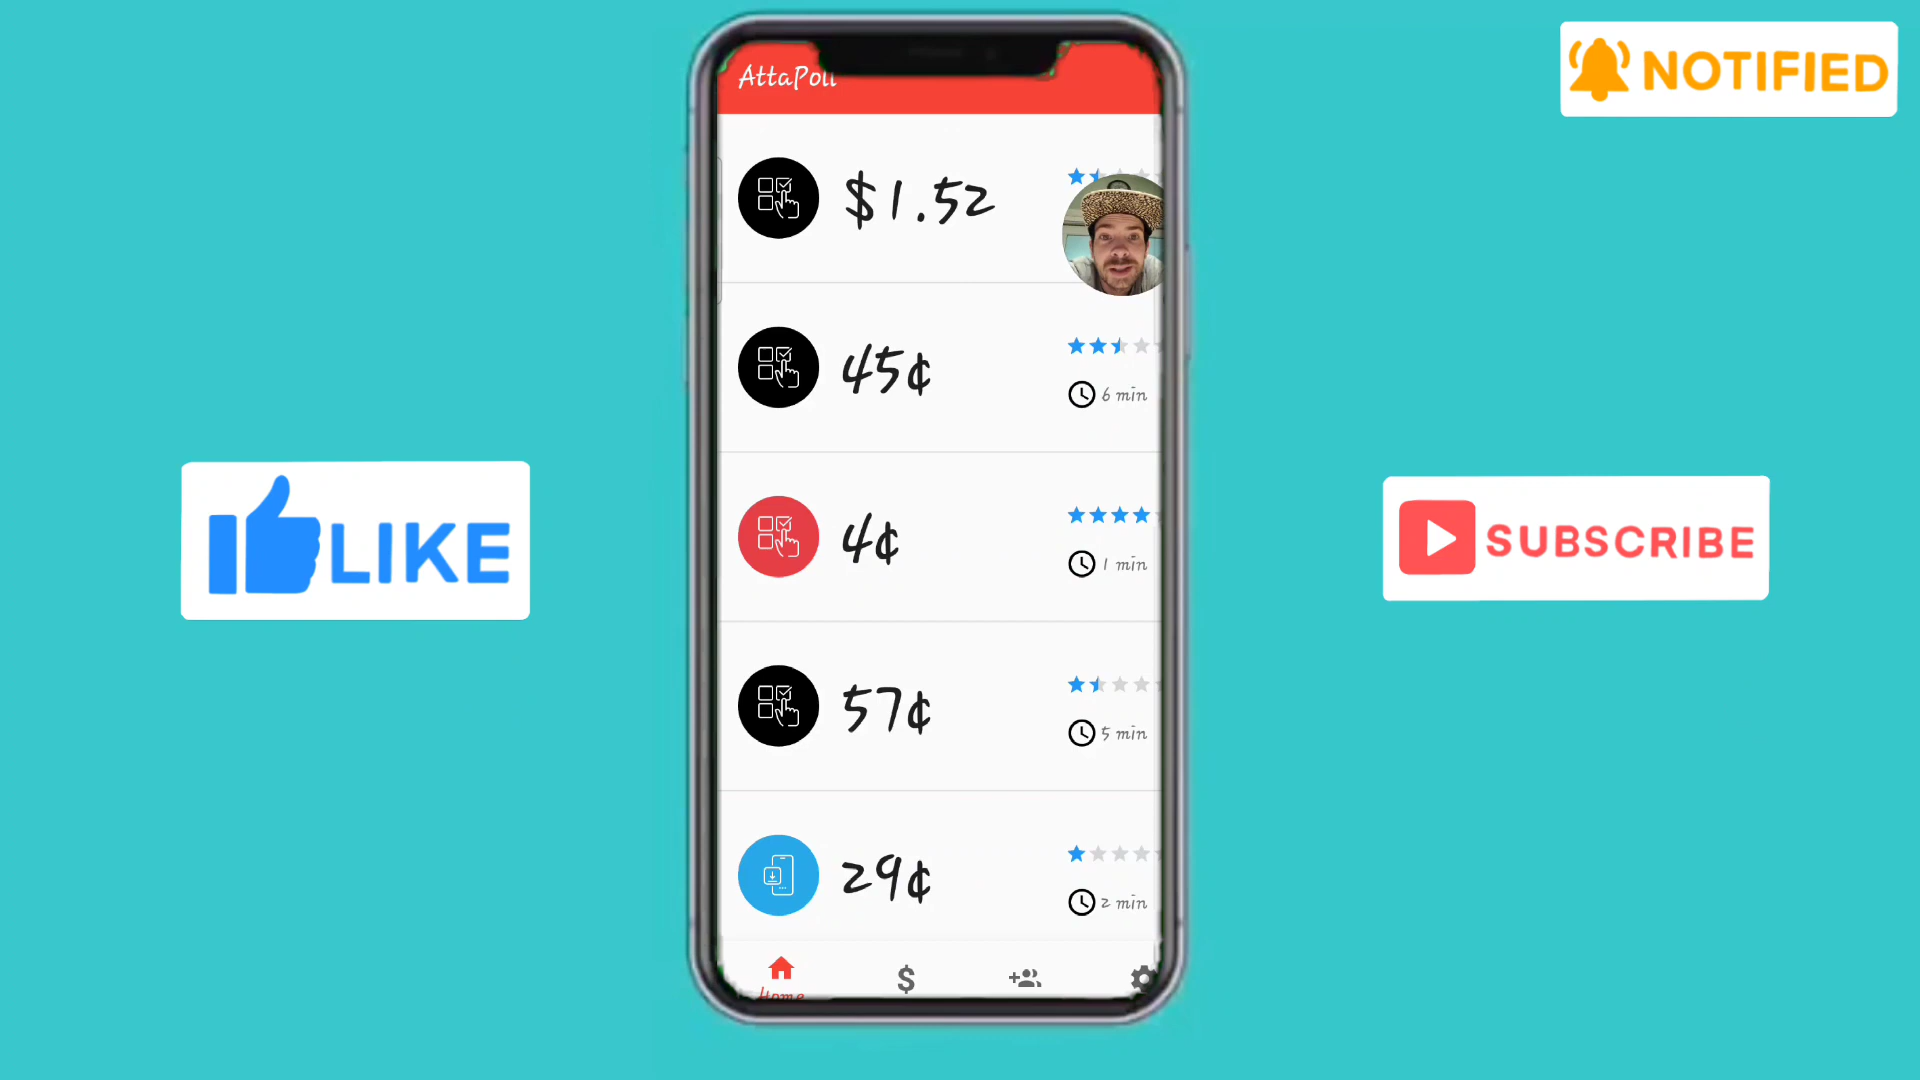 AttaPoll
NOTIFIED
$1.52
45¢
6 min
4¢
1 min
LIKE
SUBSCRIBE
57¢
5 min
29¢
2 min
$
Home